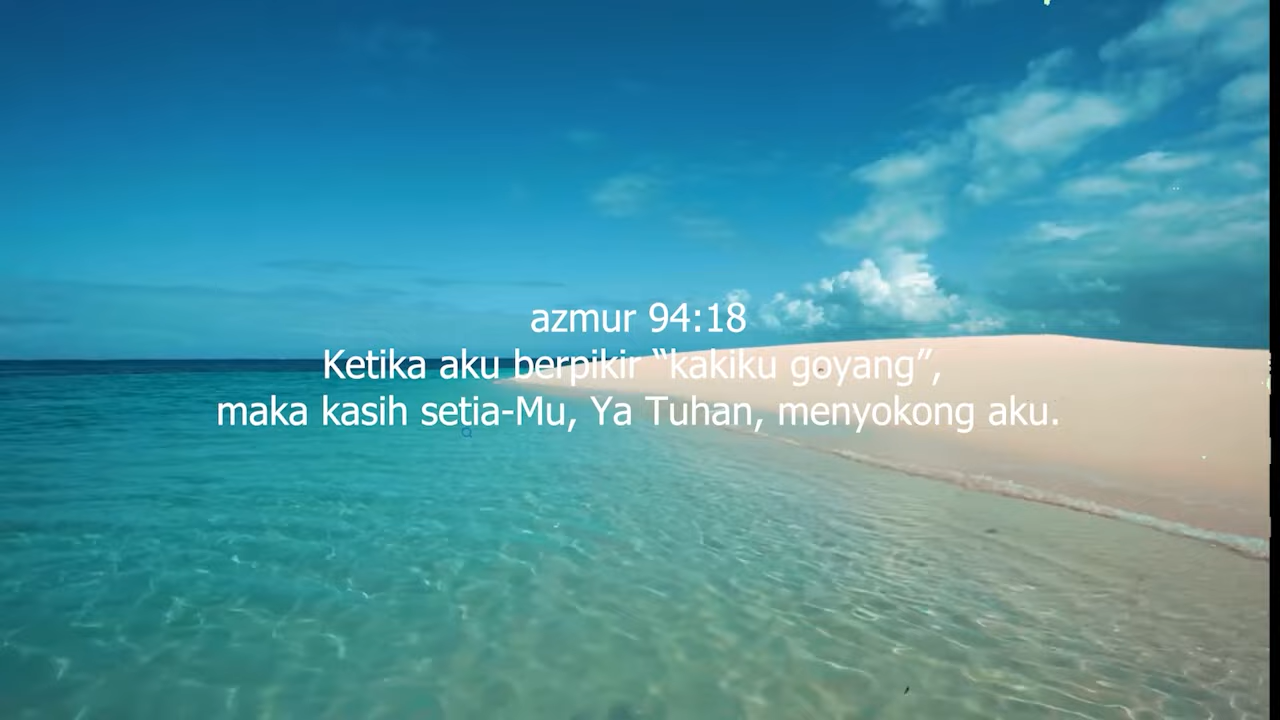 azmur 94:18
Ketika aku berpikir “kakiku goyang”,
maka kasih setia-Mu, Ya Tuhan, menyokong aku.